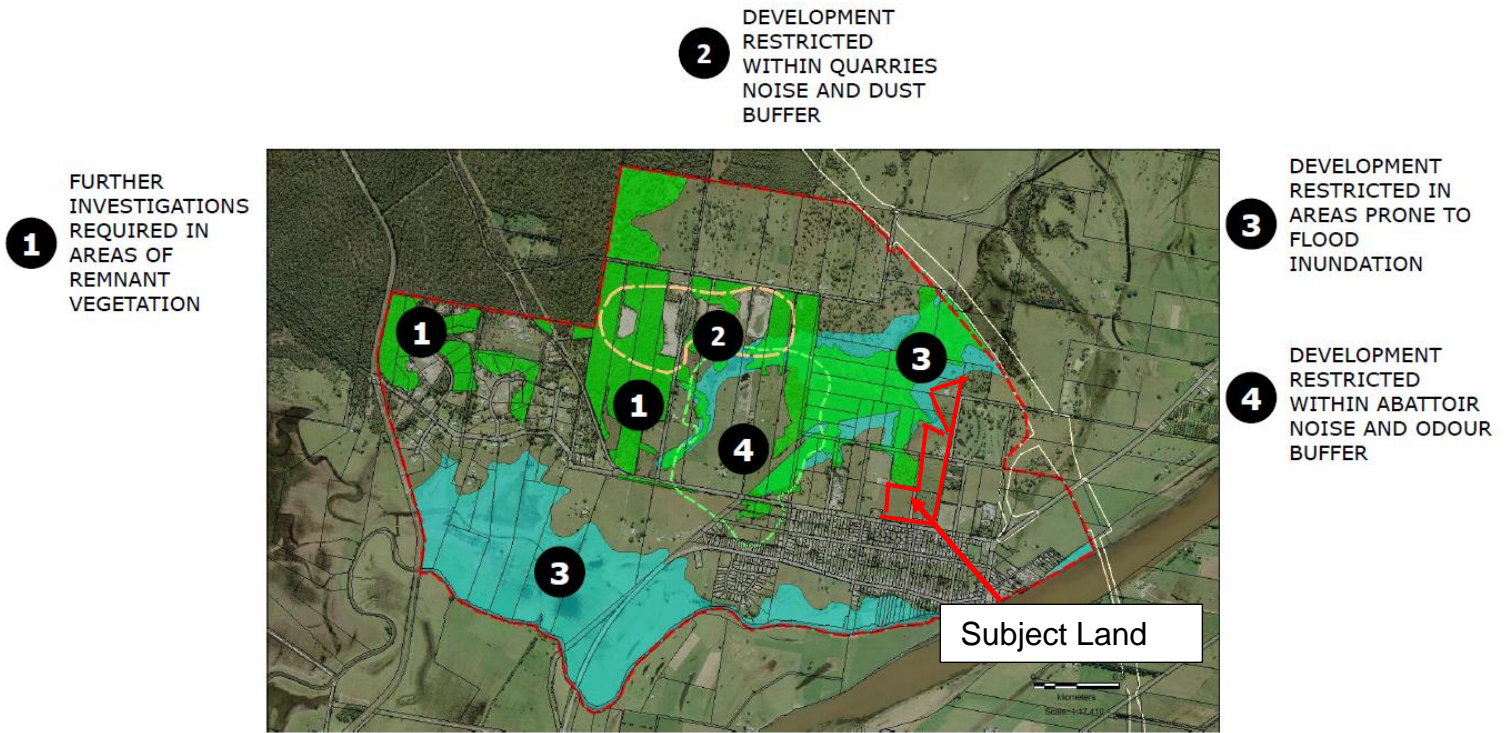 2
DEVELOPMENT
RESTRICTED
WITHIN QUARRIES
NOISE AND DUST
BUFFER
1
FURTHER
INVESTIGATIONS
REQUIRED IN
AREAS OF
REMNANT
VEGETATION
3
DEVELOPMENT
RESTRICTED IN
AREAS PRONE TO
FLOOD
INUNDATION
4
DEVELOPMENT
RESTRICTED
WITHIN ABATTOIR
NOISE AND ODOUR
BUFFER
1
2
3
1
4
3
Subject Land
kilometers